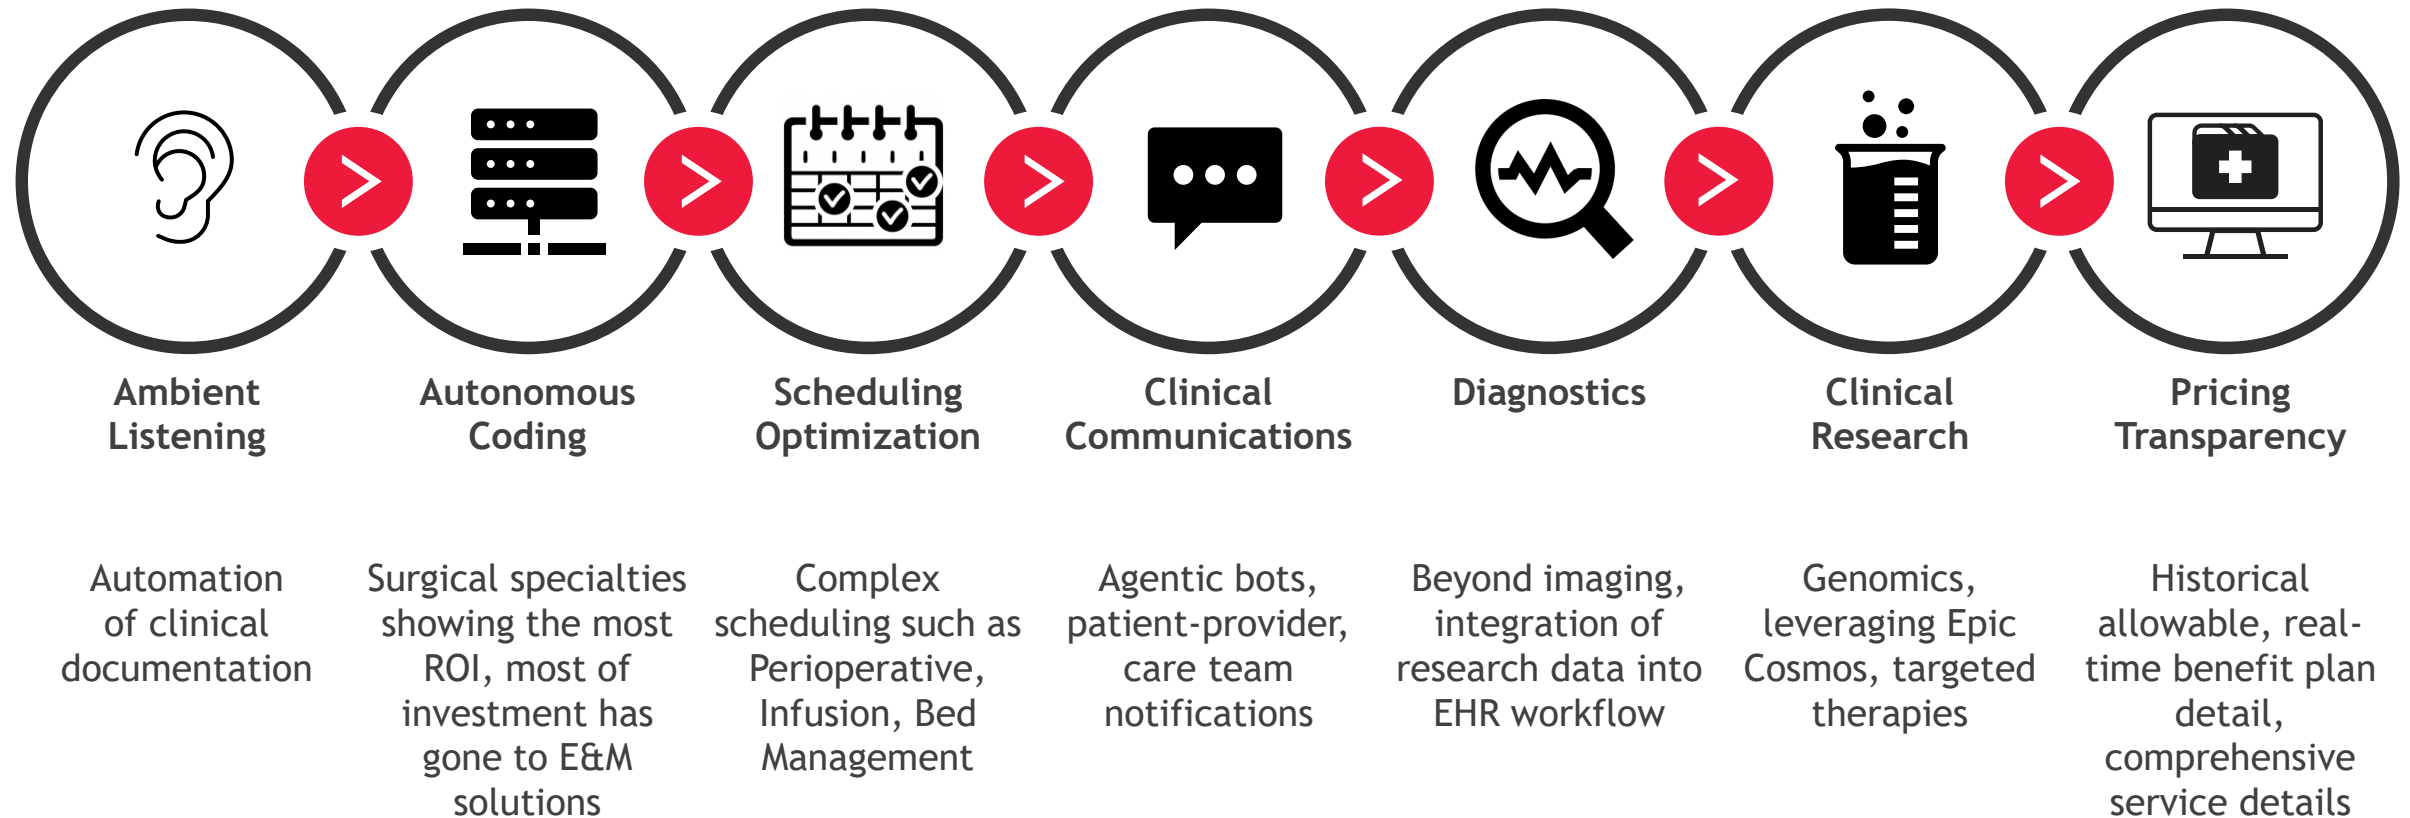 Ambient
Listening
Autonomous
Coding
Scheduling
Optimization
Clinical
Communications
Diagnostics
Clinical
Research
Pricing
Transparency
Automation
of clinical
documentation
Surgical specialties
showing the most
ROI, most of
investment has
gone to E&M
solutions
Complex
scheduling such as
Perioperative,
Infusion, Bed
Management
Agentic bots,
patient-provider,
care team
notifications
Beyond imaging,
integration of
research data into
EHR workflow
Genomics,
leveraging Epic
Cosmos, targeted
therapies
Historical
allowable, real-
time benefit plan
detail,
comprehensive
service details